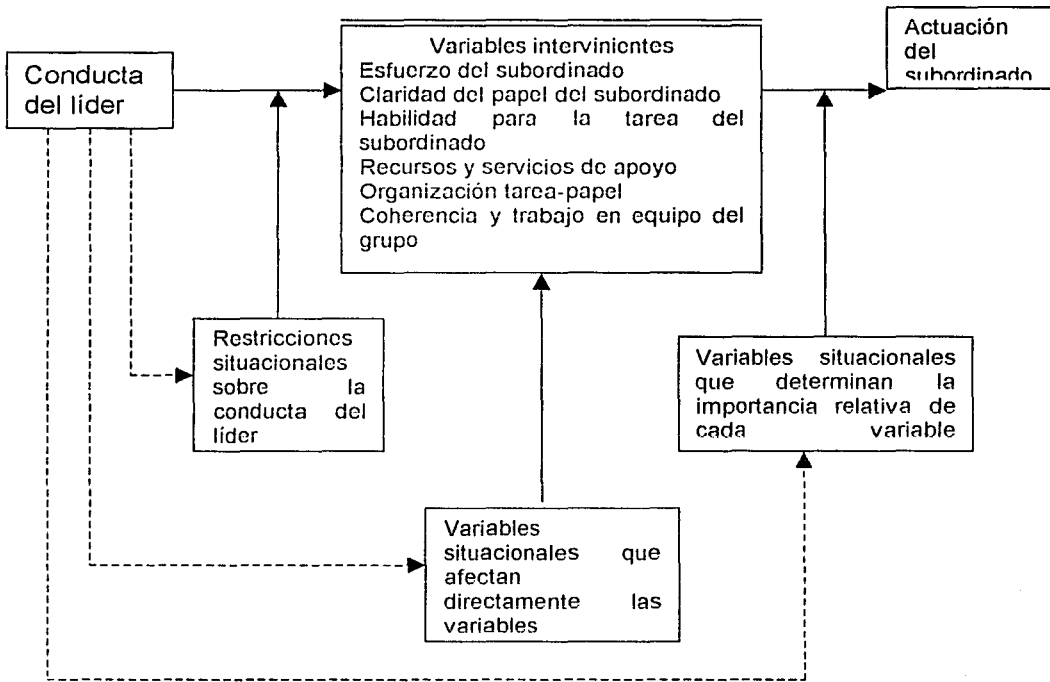 Conducta
del líder
Variables intervinientes
Esfuerzo del subordinado
Claridad del papel del subordinado
Habilidad para la tarea del
subordinado
Recursos y servicios de apoyo
Organización tarea-papel
Coherencia y trabajo en equipo del
grupo
Actuación
del
subordinado
Restricciones
situacionales
sobre la
conducta del
líder
Variables situacionales
que determinan la
importancia relativa de
cada variable
Variables
situacionales que
afectan
directamente las
variables